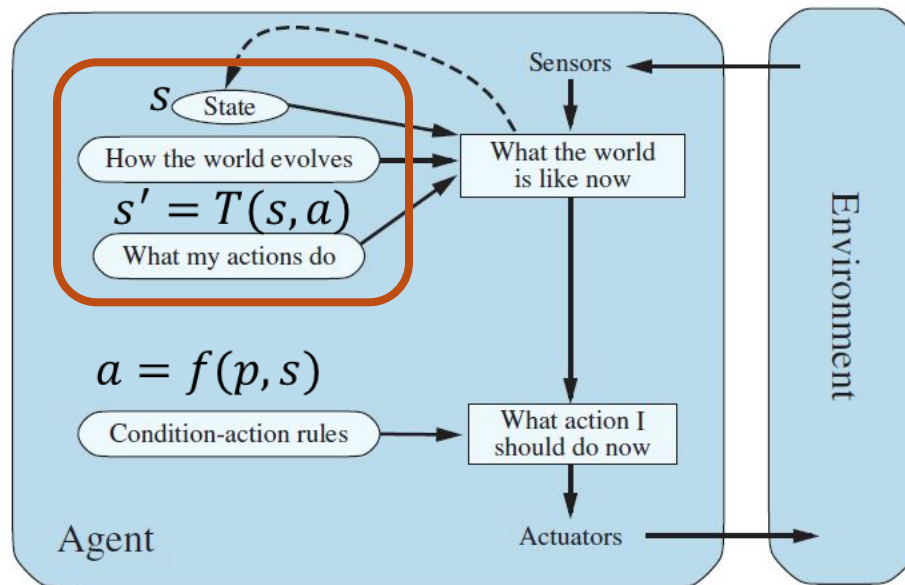 Sensors
s
State
How the world evolves
What the world
is like now
s′ = T(s, a)
What my actions do
Environment
a = f(p, s)
Condition-action rules
What action I
should do now
Agent
Actuators